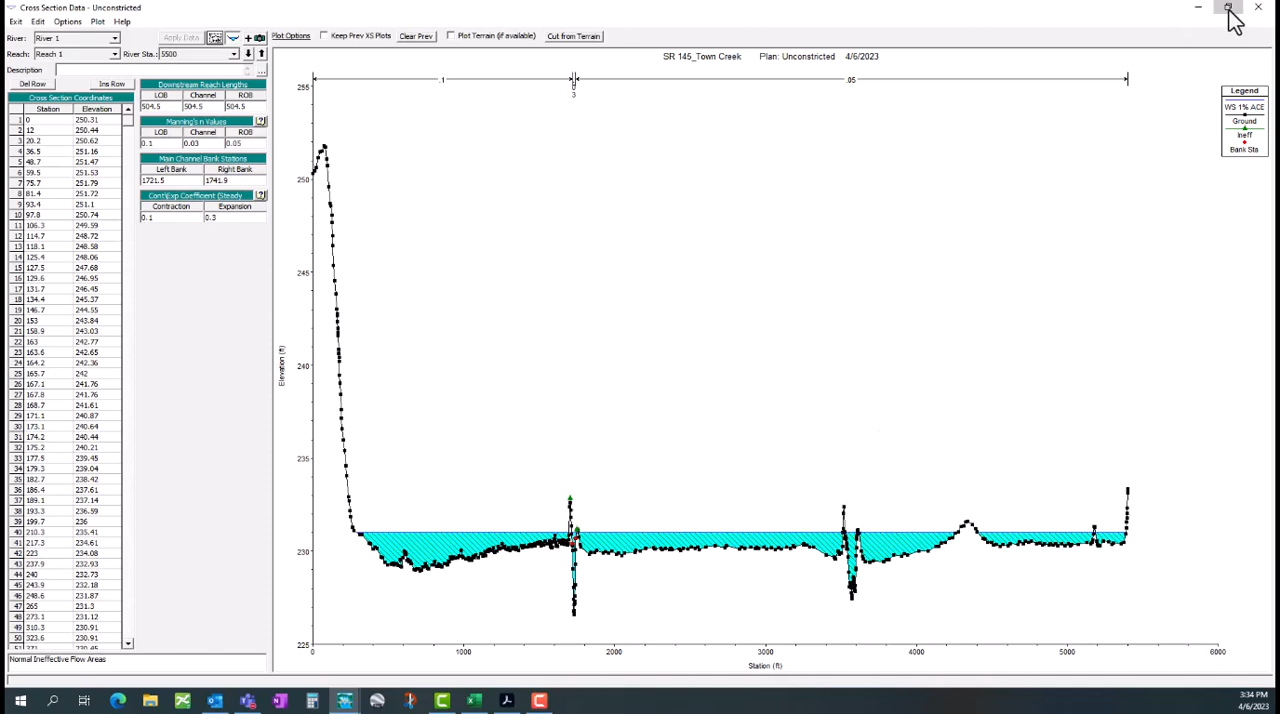 Cross Section Data - Unconstricted
Exit Edit Options Plot Help
River: River 1 Apply Data + Plot Options Keep Prev XS Plots Clear Prev Plot Terrain (if available) Cut from Terrain
Reach: Reach 1 River Sta.: 5500
Description ...
Del Row Ins Row
Cross Section Coordinates
Station Elevation
1 0 250.31
2 12 250.44
3 20.2 250.62
4 36.5 251.16
5 48.7 251.47
6 59.5 251.53
7 75.7 251.79
8 81.4 251.72
9 93.4 251.1
10 97.8 250.74
11 106.3 249.59
12 114.7 248.72
13 118.1 248.58
14 125.4 248.06
15 127.5 247.68
16 129.6 246.95
17 131.7 246.45
18 134.4 245.37
19 146.7 244.55
20 153 243.84
21 158.9 243.03
22 163 242.77
23 163.6 242.65
24 164.2 242.36
25 165.7 242
26 167.1 241.76
27 167.8 241.76
28 168.7 241.61
29 171.1 240.87
30 173.1 240.64
31 174.2 240.44
32 175.2 240.21
33 177.5 239.45
34 179.3 239.04
35 182.7 238.42
36 186.4 237.61
37 189.1 237.14
38 193.3 236.59
39 199.7 236
40 210.3 235.41
41 217.3 234.61
42 223 234.08
43 237.9 232.93
44 240 232.73
45 243.9 232.18
46 248.6 231.87
47 265 231.3
48 273.1 231.12
49 310.3 230.91
50 323.6 230.91
Downstream Reach Lengths
LOB Channel ROB
504.5 504.5 504.5
Manning's n Values ?
LOB Channel ROB
0.1 0.03 0.05
Main Channel Bank Stations
Left Bank Right Bank
1721.5 1741.9
Cont\Exp Coefficient (Steady ?
Contraction Expansion
0.1 0.3
Normal Ineffective Flow Areas
SR 145_Town Creek Plan: Unconstricted 4/6/2023
.1 .05
3
255
250
245
240
235
230
225
Elevation (ft)
0 1000 2000 3000 4000 5000 6000
Station (ft)
Legend
WS 1% ACE
Ground
Ineff
Bank Sta
3:34 PM
4/6/2023